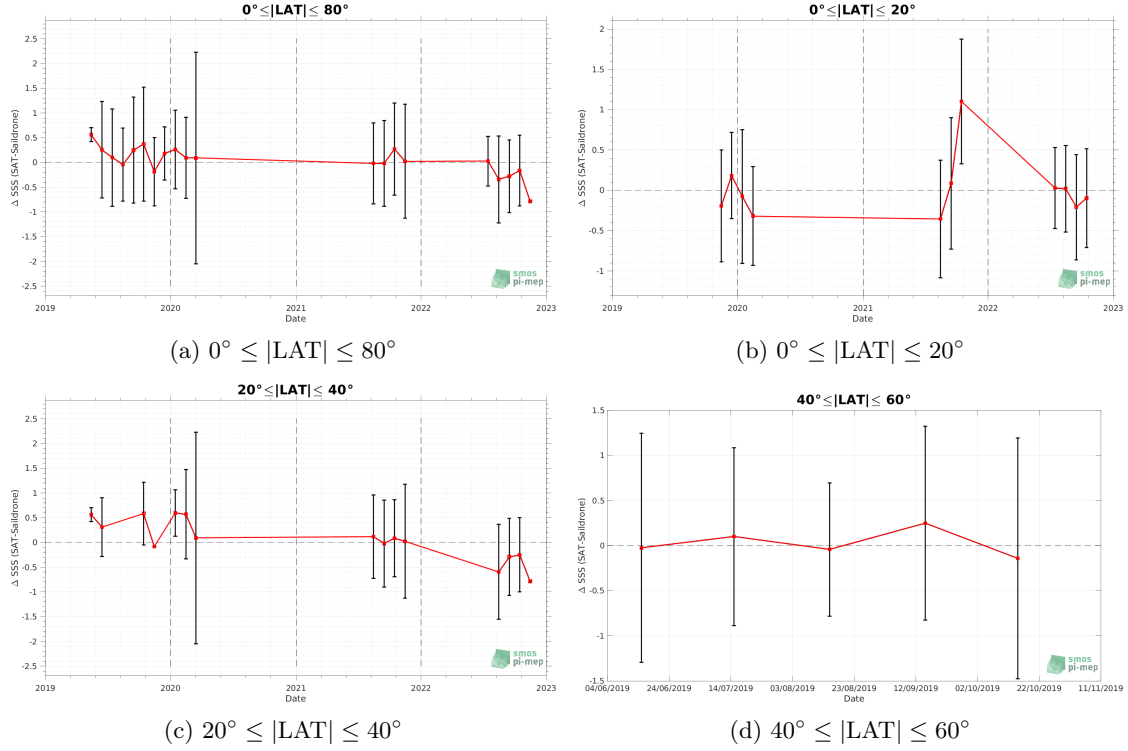 0°≤|LAT|≤ 80°
Δ SSS (SAT-Saildrone)
2.5
2
1.5
1
0.5
0
-0.5
-1
-1.5
-2
-2.5
2019
2020
2021
2022
2023
Date
smos
pi-mep
(a) 0° ≤ |LAT| ≤ 80°
0°≤|LAT|≤ 20°
Δ SSS (SAT-Saildrone)
2
1.5
1
0.5
0
-0.5
-1
2019
2020
2021
2022
2023
Date
smos
pi-mep
(b) 0° ≤ |LAT| ≤ 20°
20°≤|LAT|≤ 40°
Δ SSS (SAT-Saildrone)
2.5
2
1.5
1
0.5
0
-0.5
-1
-1.5
-2
-2.5
2019
2020
2021
2022
2023
Date
smos
pi-mep
(c) 20° ≤ |LAT| ≤ 40°
40°≤|LAT|≤ 60°
Δ SSS (SAT-Saildrone)
1.5
1
0.5
0
-0.5
-1
-1.5
04/06/2019
24/06/2019
14/07/2019
03/08/2019
23/08/2019
12/09/2019
02/10/2019
22/10/2019
11/11/2019
Date
smos
pi-mep
(d) 40° ≤ |LAT| ≤ 60°